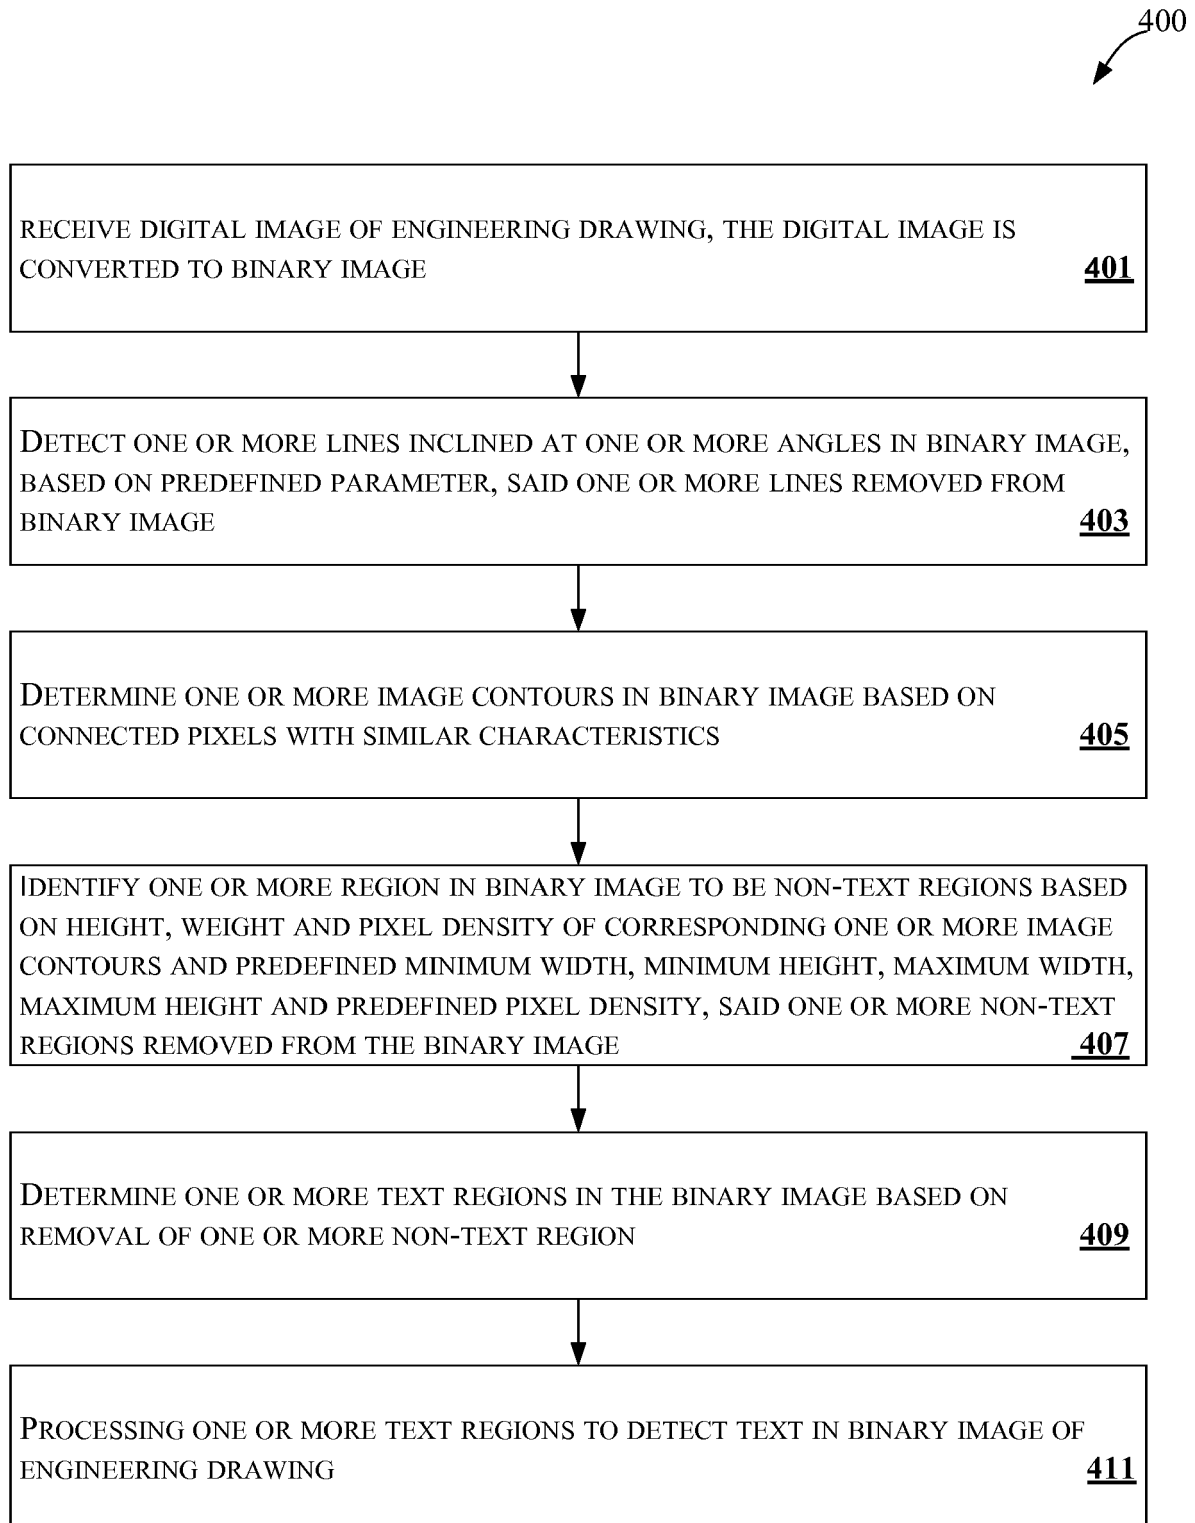 400
RECEIVE DIGITAL IMAGE OF ENGINEERING DRAWING, THE DIGITAL IMAGE IS
CONVERTED TO BINARY IMAGE 401
DETECT ONE OR MORE LINES INCLINED AT ONE OR MORE ANGLES IN BINARY IMAGE,
BASED ON PREDEFINED PARAMETER, SAID ONE OR MORE LINES REMOVED FROM
BINARY IMAGE 403
DETERMINE ONE OR MORE IMAGE CONTOURS IN BINARY IMAGE BASED ON
CONNECTED PIXELS WITH SIMILAR CHARACTERISTICS 405
IDENTIFY ONE OR MORE REGION IN BINARY IMAGE TO BE NON-TEXT REGIONS BASED
ON HEIGHT, WEIGHT AND PIXEL DENSITY OF CORRESPONDING ONE OR MORE IMAGE
CONTOURS AND PREDEFINED MINIMUM WIDTH, MINIMUM HEIGHT, MAXIMUM WIDTH,
MAXIMUM HEIGHT AND PREDEFINED PIXEL DENSITY, SAID ONE OR MORE NON-TEXT
REGIONS REMOVED FROM THE BINARY IMAGE 407
DETERMINE ONE OR MORE TEXT REGIONS IN THE BINARY IMAGE BASED ON
REMOVAL OF ONE OR MORE NON-TEXT REGION 409
PROCESSING ONE OR MORE TEXT REGIONS TO DETECT TEXT IN BINARY IMAGE OF
ENGINEERING DRAWING 411